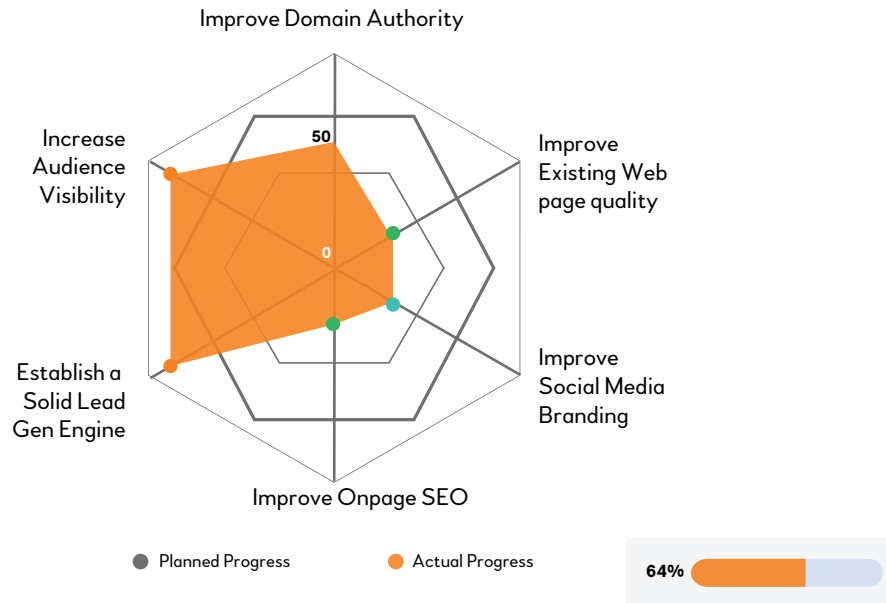 Improve Domain Authority
Increase
Audience
Visibility
50
Improve
Existing Web
page quality
0
Establish a
Solid Lead
Gen Engine
Improve
Social Media
Branding
Improve Onpage SEO
Planned Progress
Actual Progress
64%